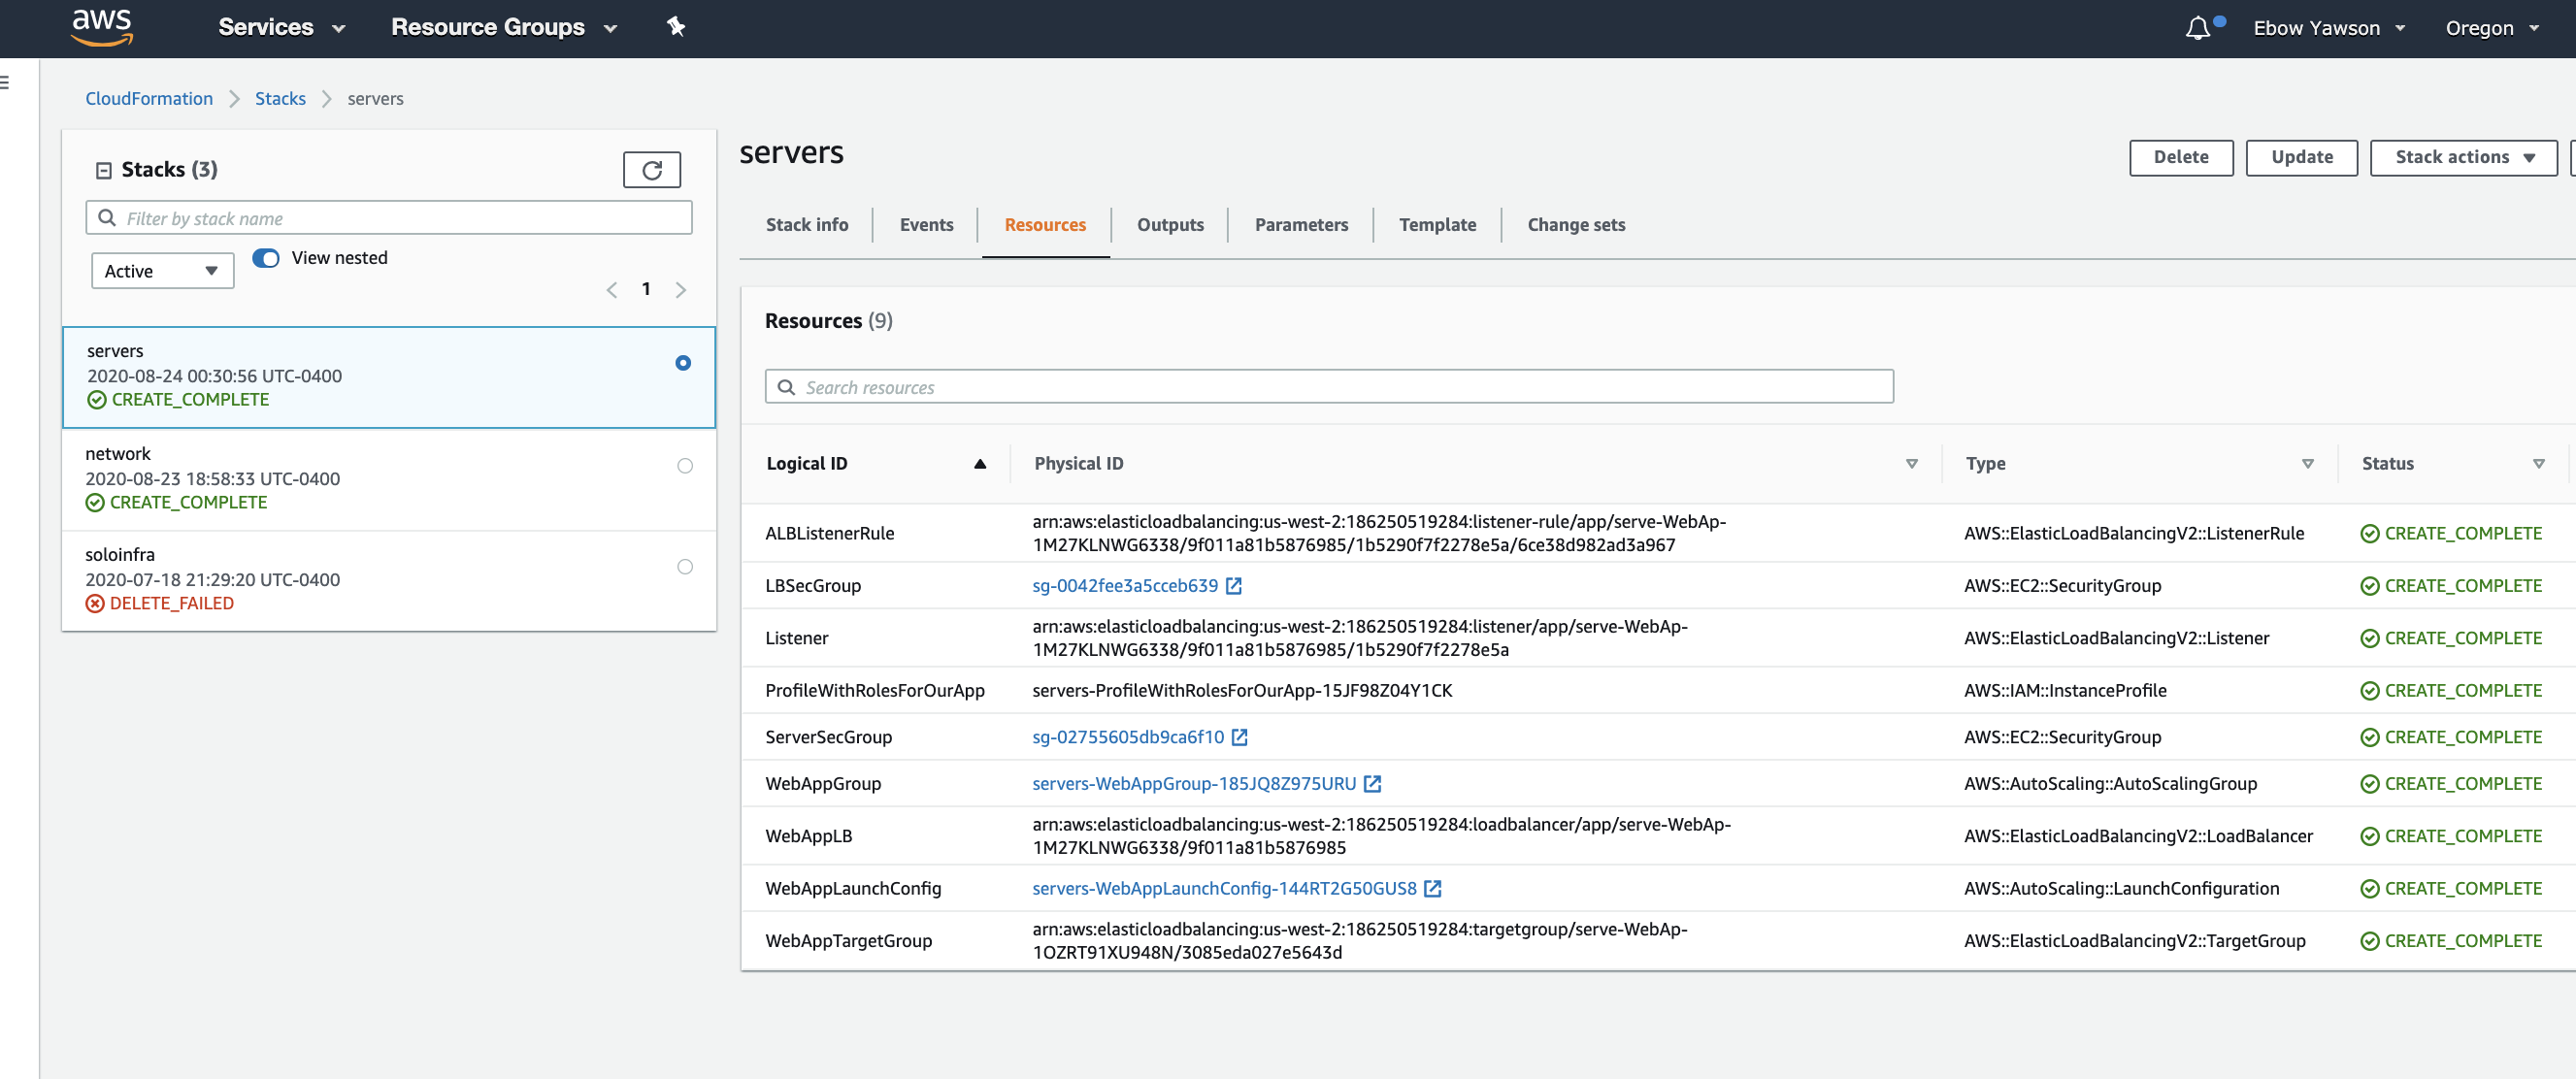 aws
Services
Resource Groups
Ebow Yawson
Oregon
CloudFormation
Stacks
servers
Stacks (3)
Filter by stack name
Active
View nested
1
servers
2020-08-24 00:30:56 UTC-0400
CREATE_COMPLETE
network
2020-08-23 18:58:33 UTC-0400
CREATE_COMPLETE
soloinfra
2020-07-18 21:29:20 UTC-0400
DELETE_FAILED
servers
Delete
Update
Stack actions
Stack info
Events
Resources
Outputs
Parameters
Template
Change sets
Resources (9)
Search resources
Logical ID
Physical ID
Type
Status
ALBListenerRule
arn:aws:elasticloadbalancing:us-west-2:186250519284:listener-rule/app/serve-WebAp-
1M27KLNWG6338/9f011a81b5876985/1b5290f7f2278e5a/6ce38d982ad3a967
AWS::ElasticLoadBalancingV2::ListenerRule
CREATE_COMPLETE
LBSecGroup
sg-0042fee3a5cceb639
AWS::EC2::SecurityGroup
CREATE_COMPLETE
Listener
arn:aws:elasticloadbalancing:us-west-2:186250519284:listener/app/serve-WebAp-
1M27KLNWG6338/9f011a81b5876985/1b5290f7f2278e5a
AWS::ElasticLoadBalancingV2::Listener
CREATE_COMPLETE
ProfileWithRolesForOurApp
servers-ProfileWithRolesForOurApp-15JF98Z04Y1CK
AWS::IAM::InstanceProfile
CREATE_COMPLETE
ServerSecGroup
sg-02755605db9ca6f10
AWS::EC2::SecurityGroup
CREATE_COMPLETE
WebAppGroup
servers-WebAppGroup-185JQ8Z975URU
AWS::AutoScaling::AutoScalingGroup
CREATE_COMPLETE
WebAppLB
arn:aws:elasticloadbalancing:us-west-2:186250519284:loadbalancer/app/serve-WebAp-
1M27KLNWG6338/9f011a81b5876985
AWS::ElasticLoadBalancingV2::LoadBalancer
CREATE_COMPLETE
WebAppLaunchConfig
servers-WebAppLaunchConfig-144RT2G50GUS8
AWS::AutoScaling::LaunchConfiguration
CREATE_COMPLETE
WebAppTargetGroup
arn:aws:elasticloadbalancing:us-west-2:186250519284:targetgroup/serve-WebAp-
1OZRT91XU948N/3085eda027e5643d
AWS::ElasticLoadBalancingV2::TargetGroup
CREATE_COMPLETE